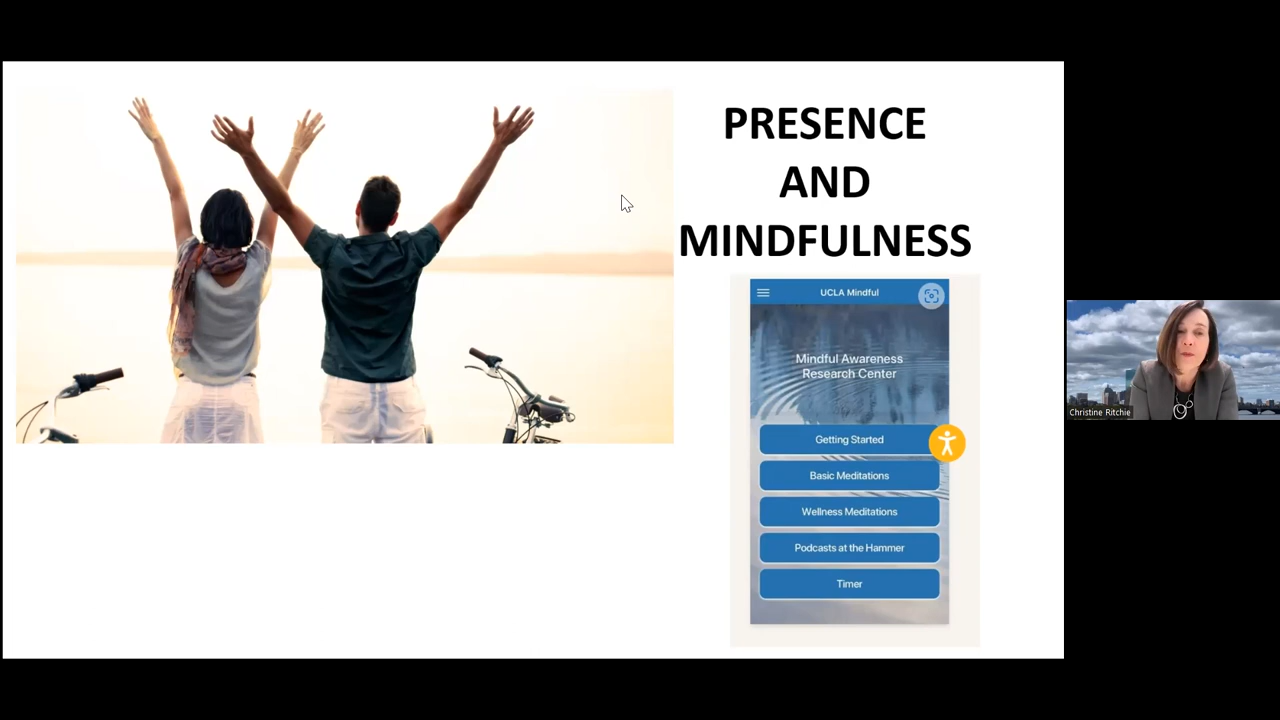 PRESENCE
AND
MINDFULNESS
UCLA Mindful
Mindful Awareness
Research Center
Getting Started
Basic Meditations
Wellness Meditations
Podcasts at the Hammer
Timer
Christine Ritchie